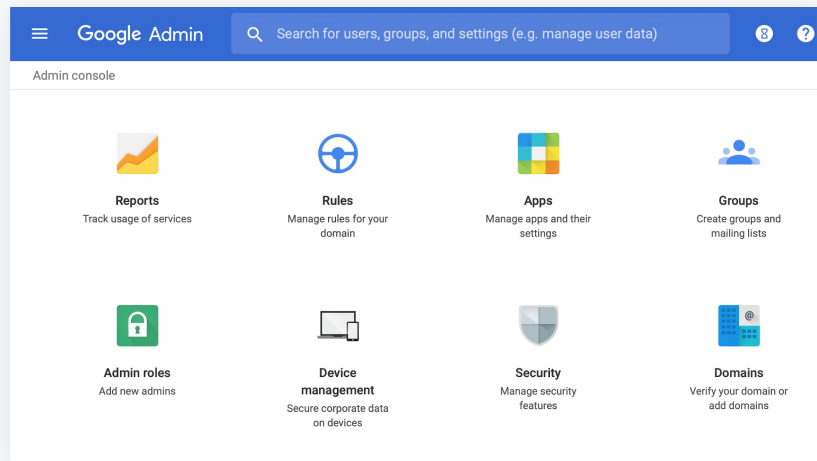 Google Admin
Search for users, groups, and settings (e.g. manage user data)
Admin console
Reports
Track usage of services
Rules
Manage rules for your
domain
Apps
Manage apps and their
settings
Groups
Create groups and
mailing lists
Admin roles
Add new admins
Device
management
Secure corporate data
on devices
Security
Manage security
features
Domains
Verify your domain or
add domains